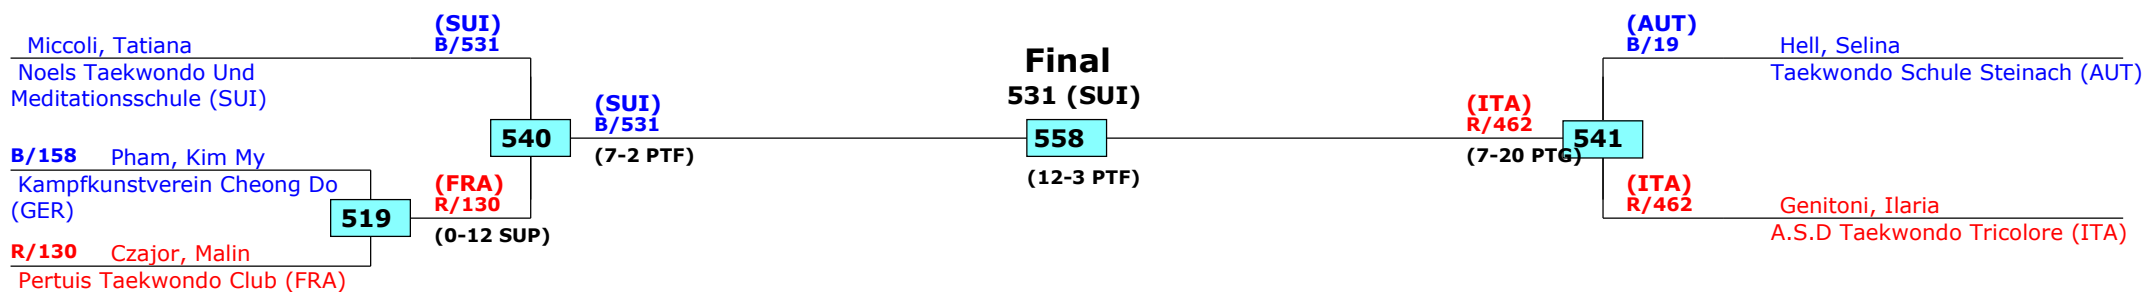 (SUI)
B/531
Miccoli, Tatiana
Noels Taekwondo Und
Meditationsschule (SUI)
B/158 Pham, Kim My
Kampfkunstverein Cheong Do
(GER)
519
R/130 Czajor, Malin
Pertuis Taekwondo Club (FRA)
(FRA)
R/130
(0-12 SUP)
540
(SUI)
B/531
(7-2 PTF)
Final
531 (SUI)
558
(12-3 PTF)
(ITA)
R/462
(7-20 PTG)
541
(AUT)
B/19
Hell, Selina
Taekwondo Schule Steinach (AUT)
(ITA)
R/462
Genitoni, Ilaria
A.S.D Taekwondo Tricolore (ITA)